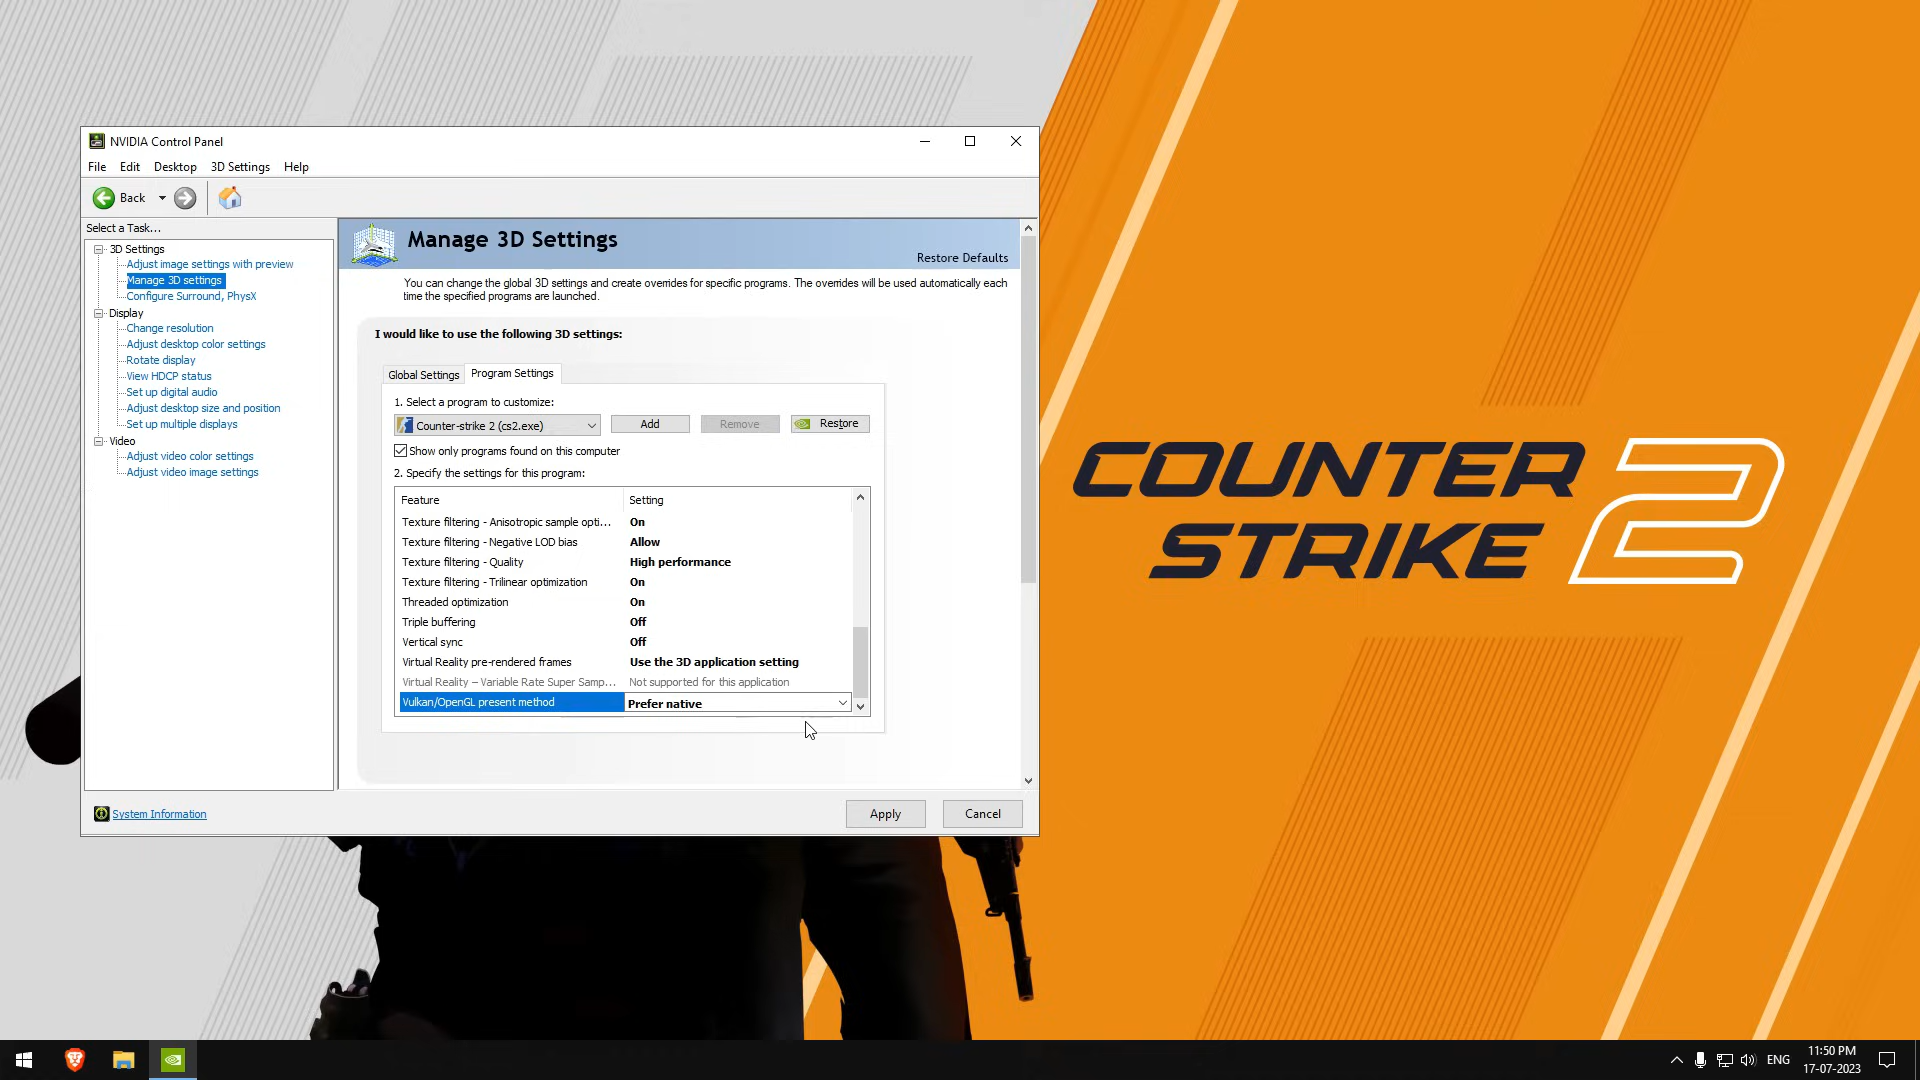 NVIDIA Control Panel
File Edit Desktop 3D Settings Help
Back
Select a Task...
3D Settings
Adjust image settings with preview
Manage 3D settings
Configure Surround, PhysX
Display
Change resolution
Adjust desktop color settings
Rotate display
View HDCP status
Set up digital audio
Adjust desktop size and position
Set up multiple displays
Video
Adjust video color settings
Adjust video image settings
System Information
Manage 3D Settings
Restore Defaults
You can change the global 3D settings and create overrides for specific programs. The overrides will be used automatically each
time the specified programs are launched.
I would like to use the following 3D settings:
Global Settings Program Settings
1. Select a program to customize:
Counter-strike 2 (cs2.exe) Add Remove Restore
Show only programs found on this computer
2. Specify the settings for this program:
Feature Setting
Texture filtering - Anisotropic sample opti... On
Texture filtering - Negative LOD bias Allow
Texture filtering - Quality High performance
Texture filtering - Trilinear optimization On
Threaded optimization On
Triple buffering Off
Vertical sync Off
Virtual Reality pre-rendered frames Use the 3D application setting
Virtual Reality – Variable Rate Super Samp... Not supported for this application
Vulkan/OpenGL present method Prefer native
Apply Cancel
COUNTER
STRIKE 2
ENG
11:50 PM
17-07-2023